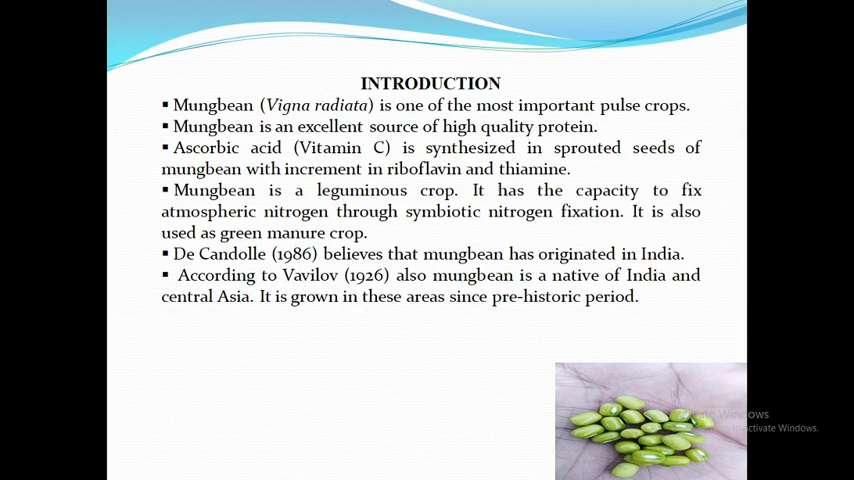 INTRODUCTION
▪ Mungbean (Vigna radiata) is one of the most important pulse crops.
▪ Mungbean is an excellent source of high quality protein.
▪ Ascorbic acid (Vitamin C) is synthesized in sprouted seeds of
mungbean with increment in riboflavin and thiamine.
▪ Mungbean is a leguminous crop. It has the capacity to fix
atmospheric nitrogen through symbiotic nitrogen fixation. It is also
used as green manure crop.
▪ De Candolle (1986) believes that mungbean has originated in India.
▪ According to Vavilov (1926) also mungbean is a native of India and
central Asia. It is grown in these areas since pre-historic period.
Windows
activate Windows.